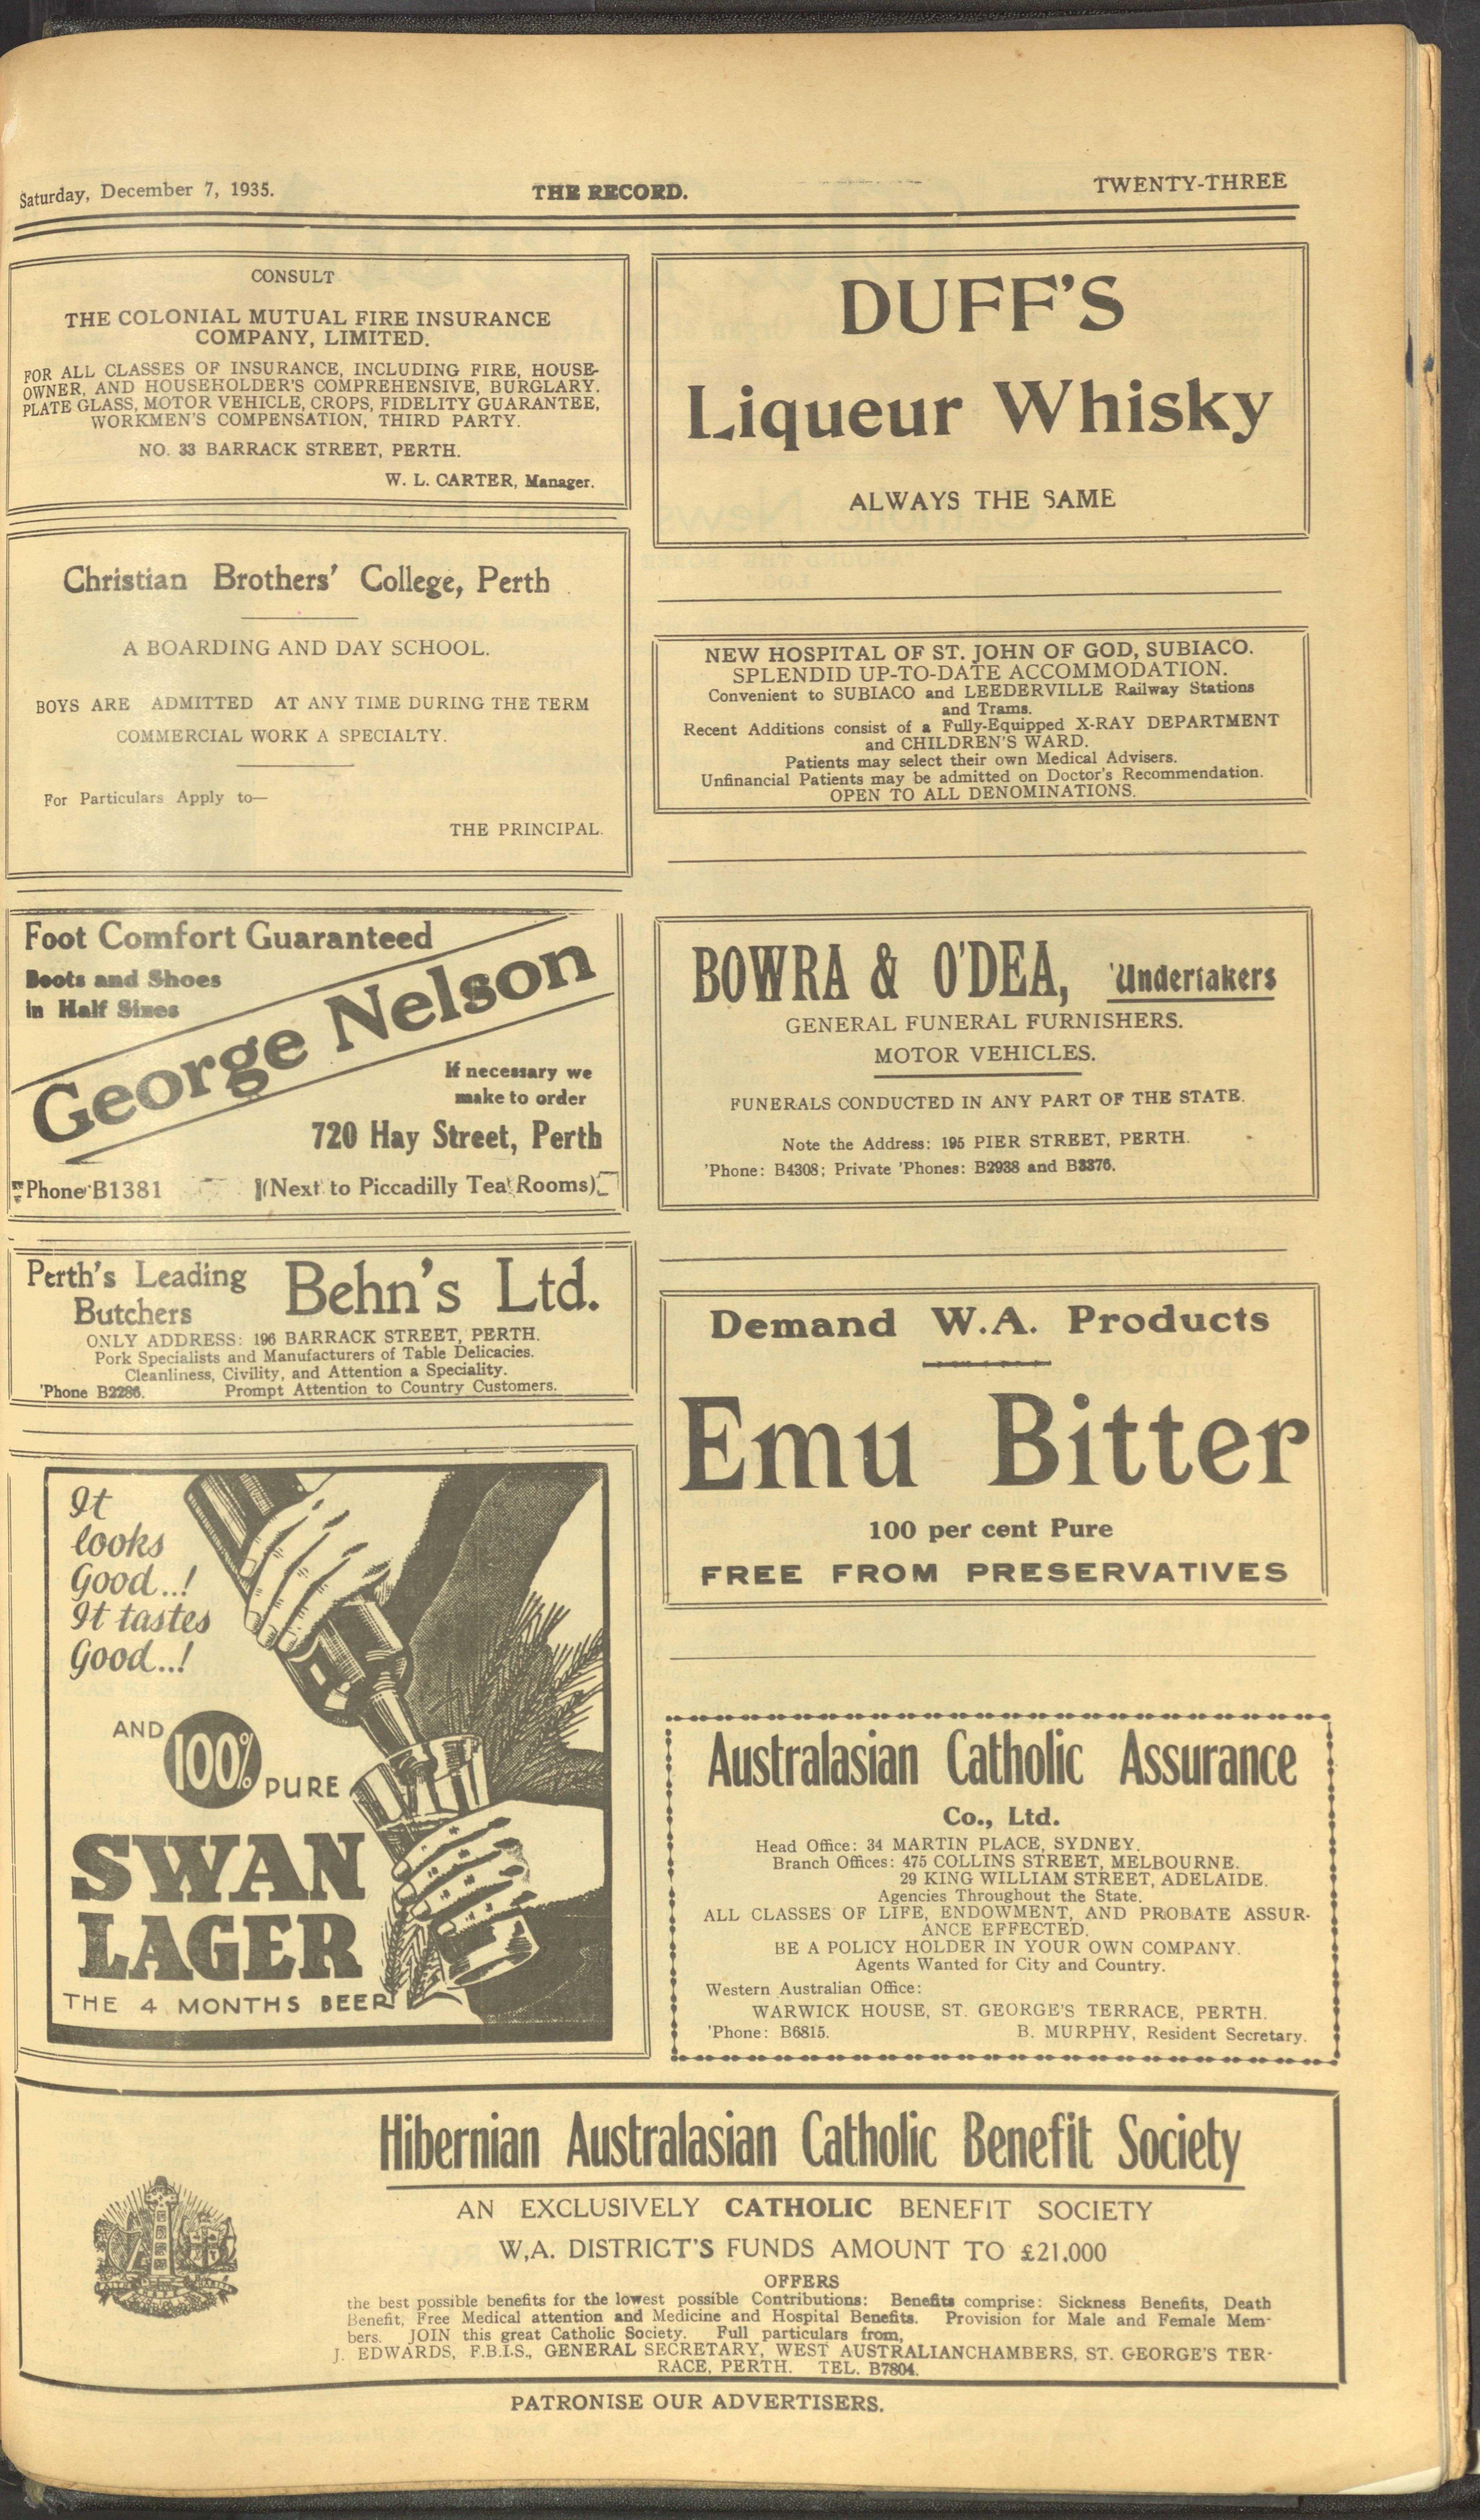 Saturday, December 7, 1935.
THE RECORD.
TWENTY-THREE
CONSULT
THE COLONIAL MUTUAL FIRE INSURANCE
COMPANY, LIMITED.
FOR ALL CLASSES OF INSURANCE, INCLUDING FIRE, HOUSE-
OWNER, AND HOUSEHOLDER'S COMPREHENSIVE, BURGLARY.
PLATE GLASS, MOTOR VEHICLE, CROPS, FIDELITY GUARANTEE,
WORKMEN'S COMPENSATION, THIRD PARTY.
NO. 33 BARRACK STREET, PERTH.
W. L. CARTER, Manager.
Christian Brothers' College, Perth
A BOARDING AND DAY SCHOOL.
BOYS ARE ADMITTED AT ANY TIME DURING THE TERM
COMMERCIAL WORK A SPECIALTY.
For Particulars Apply to—
THE PRINCIPAL.
Foot Comfort Guaranteed
Boots and Shoes
in Half Sizes
George Nelson
If necessary we
make to order
720 Hay Street, Perth
Phone B1381 (Next to Piccadilly Tea Rooms)
Perth's Leading
Butchers
Behn's Ltd.
ONLY ADDRESS: 196 BARRACK STREET, PERTH.
Pork Specialists and Manufacturers of Table Delicacies.
Cleanliness, Civility, and Attention a Speciality.
'Phone B2286. Prompt Attention to Country Customers.
It
looks
Good..!
It tastes
Good..!
AND
100%
PURE
SWAN
LAGER
THE 4 MONTHS BEER
DUFF'S
Liqueur Whisky
ALWAYS THE SAME
NEW HOSPITAL OF ST. JOHN OF GOD, SUBIACO.
SPLENDID UP-TO-DATE ACCOMMODATION.
Convenient to SUBIACO and LEEDERVILLE Railway Stations
and Trams.
Recent Additions consist of a Fully-Equipped X-RAY DEPARTMENT
and CHILDREN'S WARD.
Patients may select their own Medical Advisers.
Unfinancial Patients may be admitted on Doctor's Recommendation.
OPEN TO ALL DENOMINATIONS.
BOWRA & O'DEA, 'Undertakers
GENERAL FUNERAL FURNISHERS.
MOTOR VEHICLES.
FUNERALS CONDUCTED IN ANY PART OF THE STATE.
Note the Address: 195 PIER STREET, PERTH.
'Phone: B4308; Private 'Phones: B2938 and B3376.
Demand W.A. Products
Emu Bitter
100 per cent Pure
FREE FROM PRESERVATIVES
Australasian Catholic Assurance
Co., Ltd.
Head Office: 34 MARTIN PLACE, SYDNEY.
Branch Offices: 475 COLLINS STREET, MELBOURNE.
29 KING WILLIAM STREET, ADELAIDE.
Agencies Throughout the State.
ALL CLASSES OF LIFE, ENDOWMENT, AND PROBATE ASSUR-
ANCE EFFECTED.
BE A POLICY HOLDER IN YOUR OWN COMPANY.
Agents Wanted for City and Country.
Western Australian Office:
WARWICK HOUSE, ST. GEORGE'S TERRACE, PERTH.
'Phone: B6815. B. MURPHY, Resident Secretary.
Hibernian Australasian Catholic Benefit Society
AN EXCLUSIVELY CATHOLIC BENEFIT SOCIETY
W,A. DISTRICT'S FUNDS AMOUNT TO £21.000
OFFERS
the best possible benefits for the lowest possible Contributions: Benefits comprise: Sickness Benefits, Death
Benefit, Free Medical attention and Medicine and Hospital Benefits. Provision for Male and Female Mem-
bers. JOIN this great Catholic Society. Full particulars from,
J. EDWARDS, F.B.I.S., GENERAL SECRETARY, WEST AUSTRALIANCHAMBERS, ST. GEORGE'S TER-
RACE, PERTH. TEL. B7804.
PATRONISE OUR ADVERTISERS.